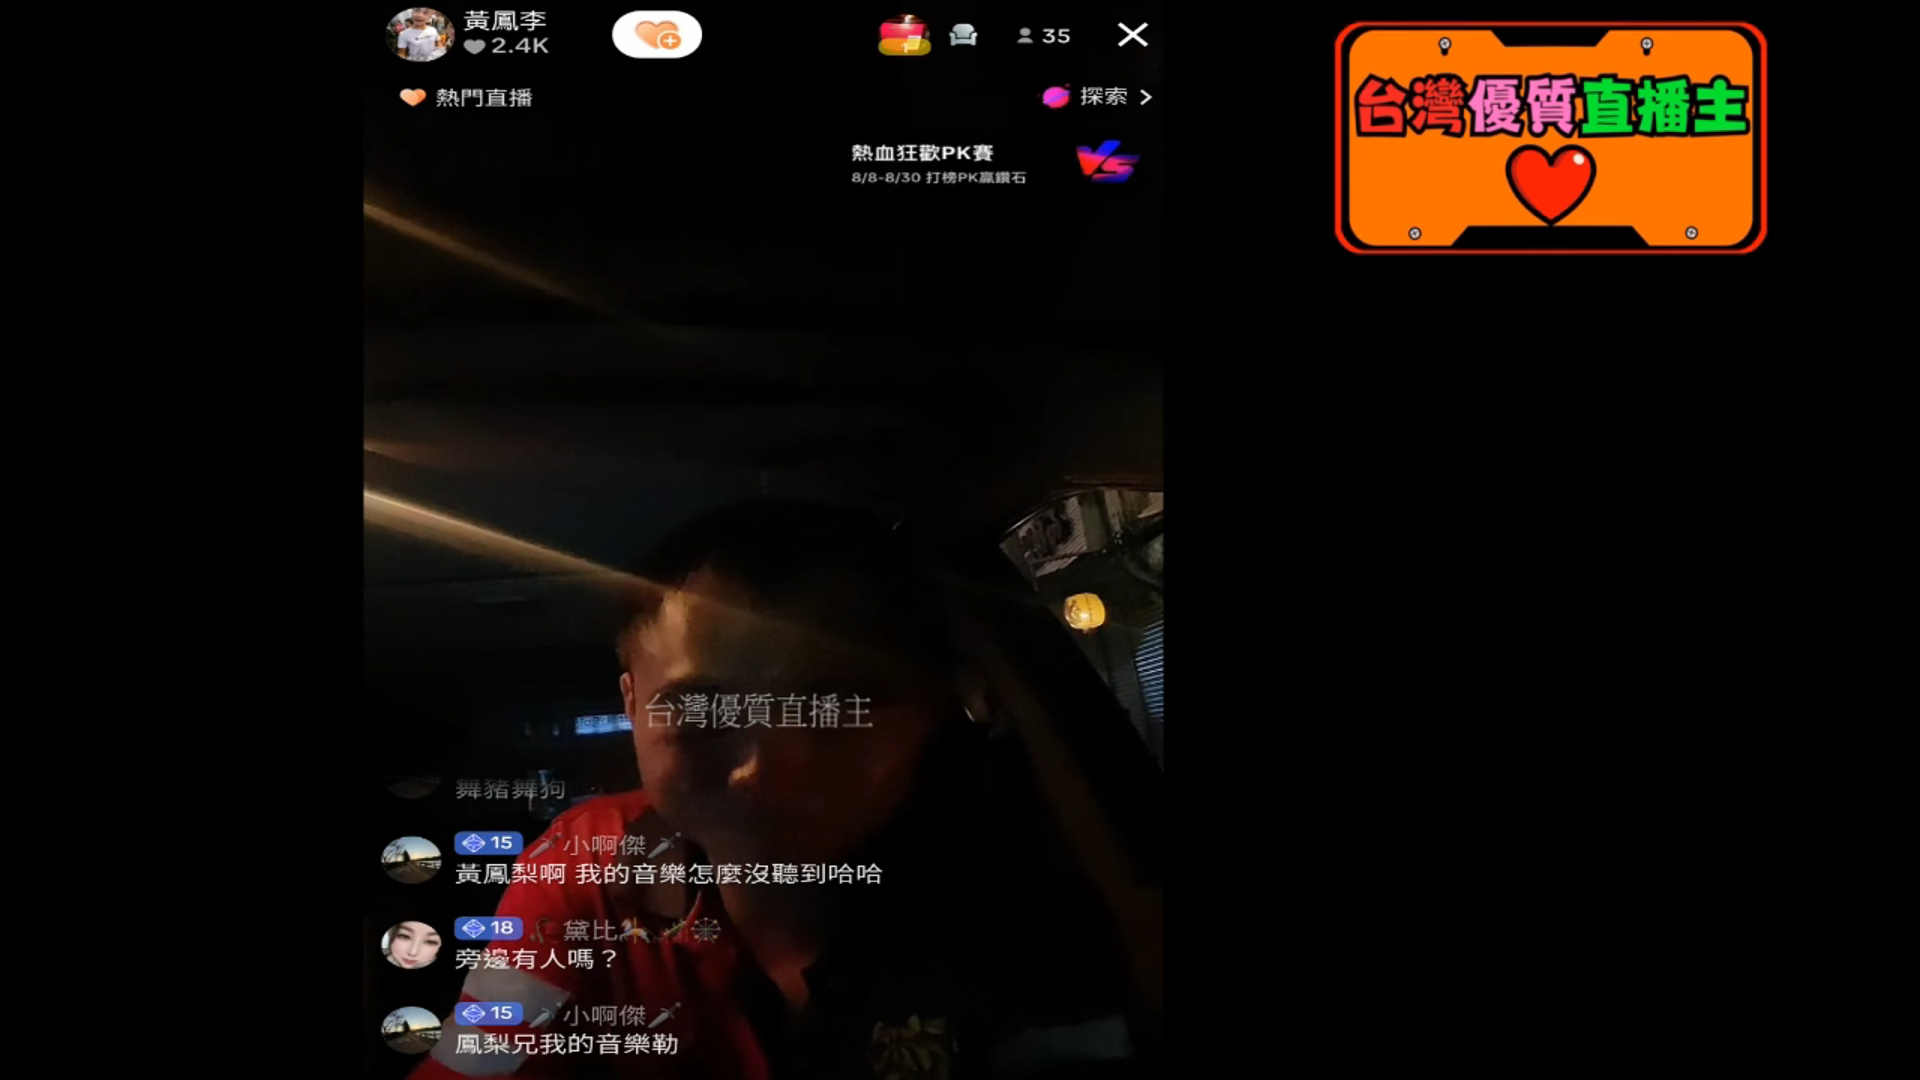 黃鳳李
2.4K
35
熱門直播
探索
熱血狂歡PK賽
8/8-8/30 打榜PK贏鑽石
台灣優質直播主
台灣優質直播主
舞豬舞狗
15 小啊傑
黃鳳梨啊 我的音樂怎麼沒聽到哈哈
18 黛比
旁邊有人嗎？
15 小啊傑
鳳梨兄我的音樂勒